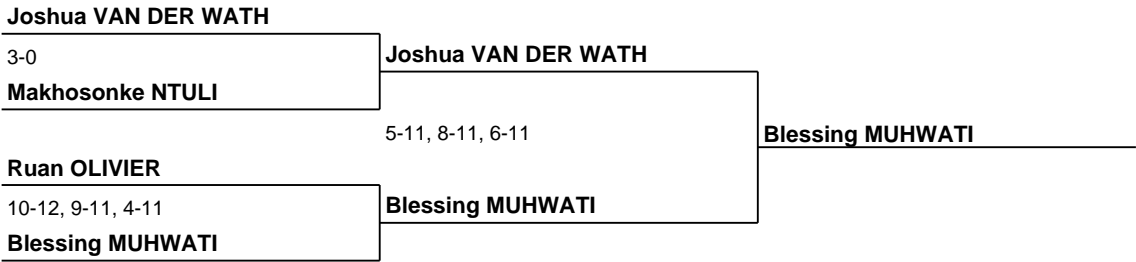 Joshua VAN DER WATH
3-0
Makhosonke NTULI
Joshua VAN DER WATH
5-11, 8-11, 6-11
Blessing MUHWATI
Ruan OLIVIER
10-12, 9-11, 4-11
Blessing MUHWATI
Blessing MUHWATI